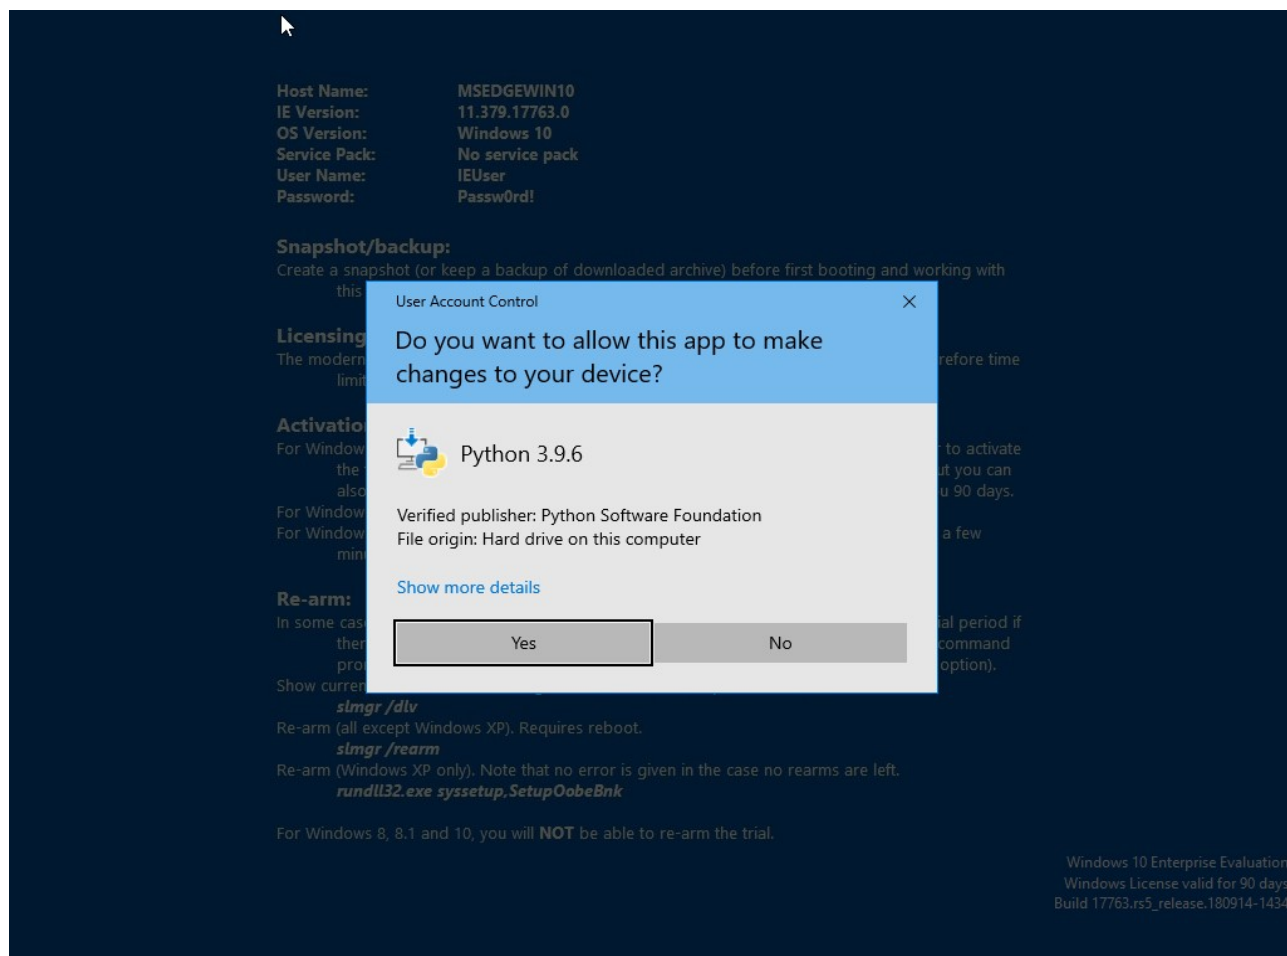 Host Name: MSEDGEWIN10
IE Version: 11.379.17763.0
OS Version: Windows 10
Service Pack: No service pack
User Name: IEUser
Password: Passw0rd!
Snapshot/backup:
Create a snapshot (or keep a backup of downloaded archive) before first booting and working with
this
User Account Control
Do you want to allow this app to make
changes to your device?
Python 3.9.6
Verified publisher: Python Software Foundation
File origin: Hard drive on this computer
Show more details
Yes No
Licensing
The modern refore time
limit
Activation
For Window to activate
the ut you can
also u 90 days.
For Window
For Window a few
minu
Re-arm:
In some cas ial period if
ther command
pro option).
Show curren
slmgr /dlv
Re-arm (all except Windows XP). Requires reboot.
slmgr /rearm
Re-arm (Windows XP only). Note that no error is given in the case no rearms are left.
rundll32.exe syssetup,SetupOobeBnk
For Windows 8, 8.1 and 10, you will NOT be able to re-arm the trial.
Windows 10 Enterprise Evaluation
Windows License valid for 90 days
Build 17763.rs5_release.180914-1434